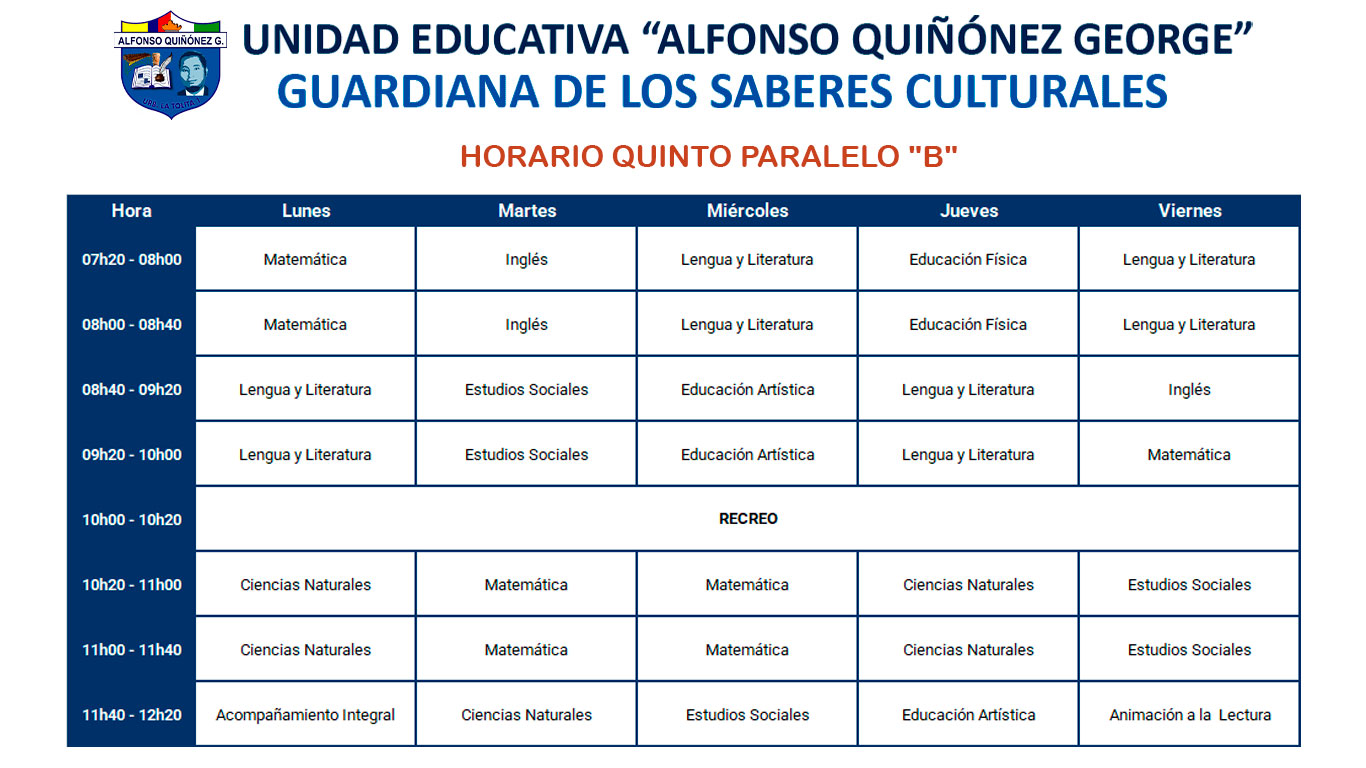 ALFONSO QUIÑÓNEZ G.
URB. LA TOLITA 1
UNIDAD EDUCATIVA “ALFONSO QUIÑÓNEZ GEORGE”
GUARDIANA DE LOS SABERES CULTURALES
HORARIO QUINTO PARALELO "B"
Hora Lunes Martes Miércoles Jueves Viernes
07h20 - 08h00 Matemática Inglés Lengua y Literatura Educación Física Lengua y Literatura
08h00 - 08h40 Matemática Inglés Lengua y Literatura Educación Física Lengua y Literatura
08h40 - 09h20 Lengua y Literatura Estudios Sociales Educación Artística Lengua y Literatura Inglés
09h20 - 10h00 Lengua y Literatura Estudios Sociales Educación Artística Lengua y Literatura Matemática
10h00 - 10h20 RECREO
10h20 - 11h00 Ciencias Naturales Matemática Matemática Ciencias Naturales Estudios Sociales
11h00 - 11h40 Ciencias Naturales Matemática Matemática Ciencias Naturales Estudios Sociales
11h40 - 12h20 Acompañamiento Integral Ciencias Naturales Estudios Sociales Educación Artística Animación a la Lectura